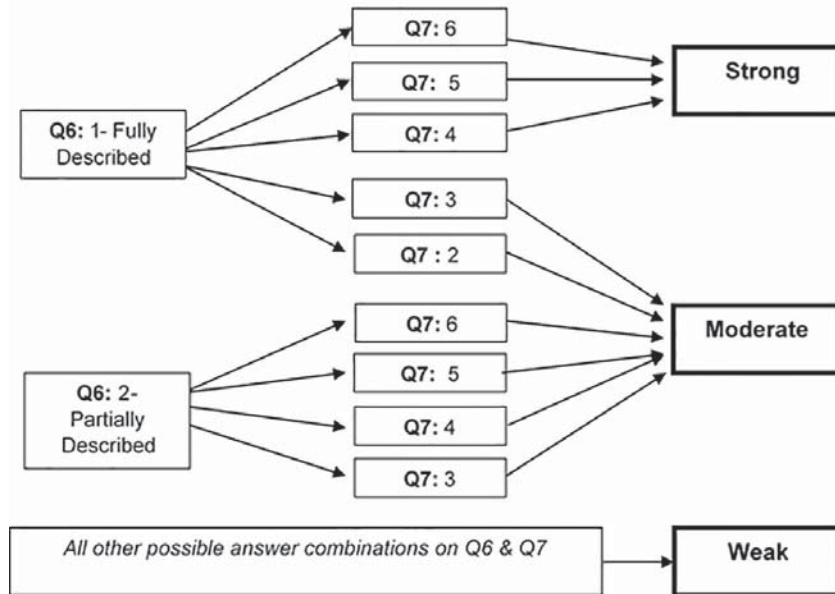 Q7: 6
Strong
Q7: 5
Q6: 1- Fully
Described
Q7: 4
Q7: 3
Q7 : 2
Q7: 6
Moderate
Q7: 5
Q6: 2-
Partially
Described
Q7: 4
Q7: 3
All other possible answer combinations on Q6 & Q7
Weak